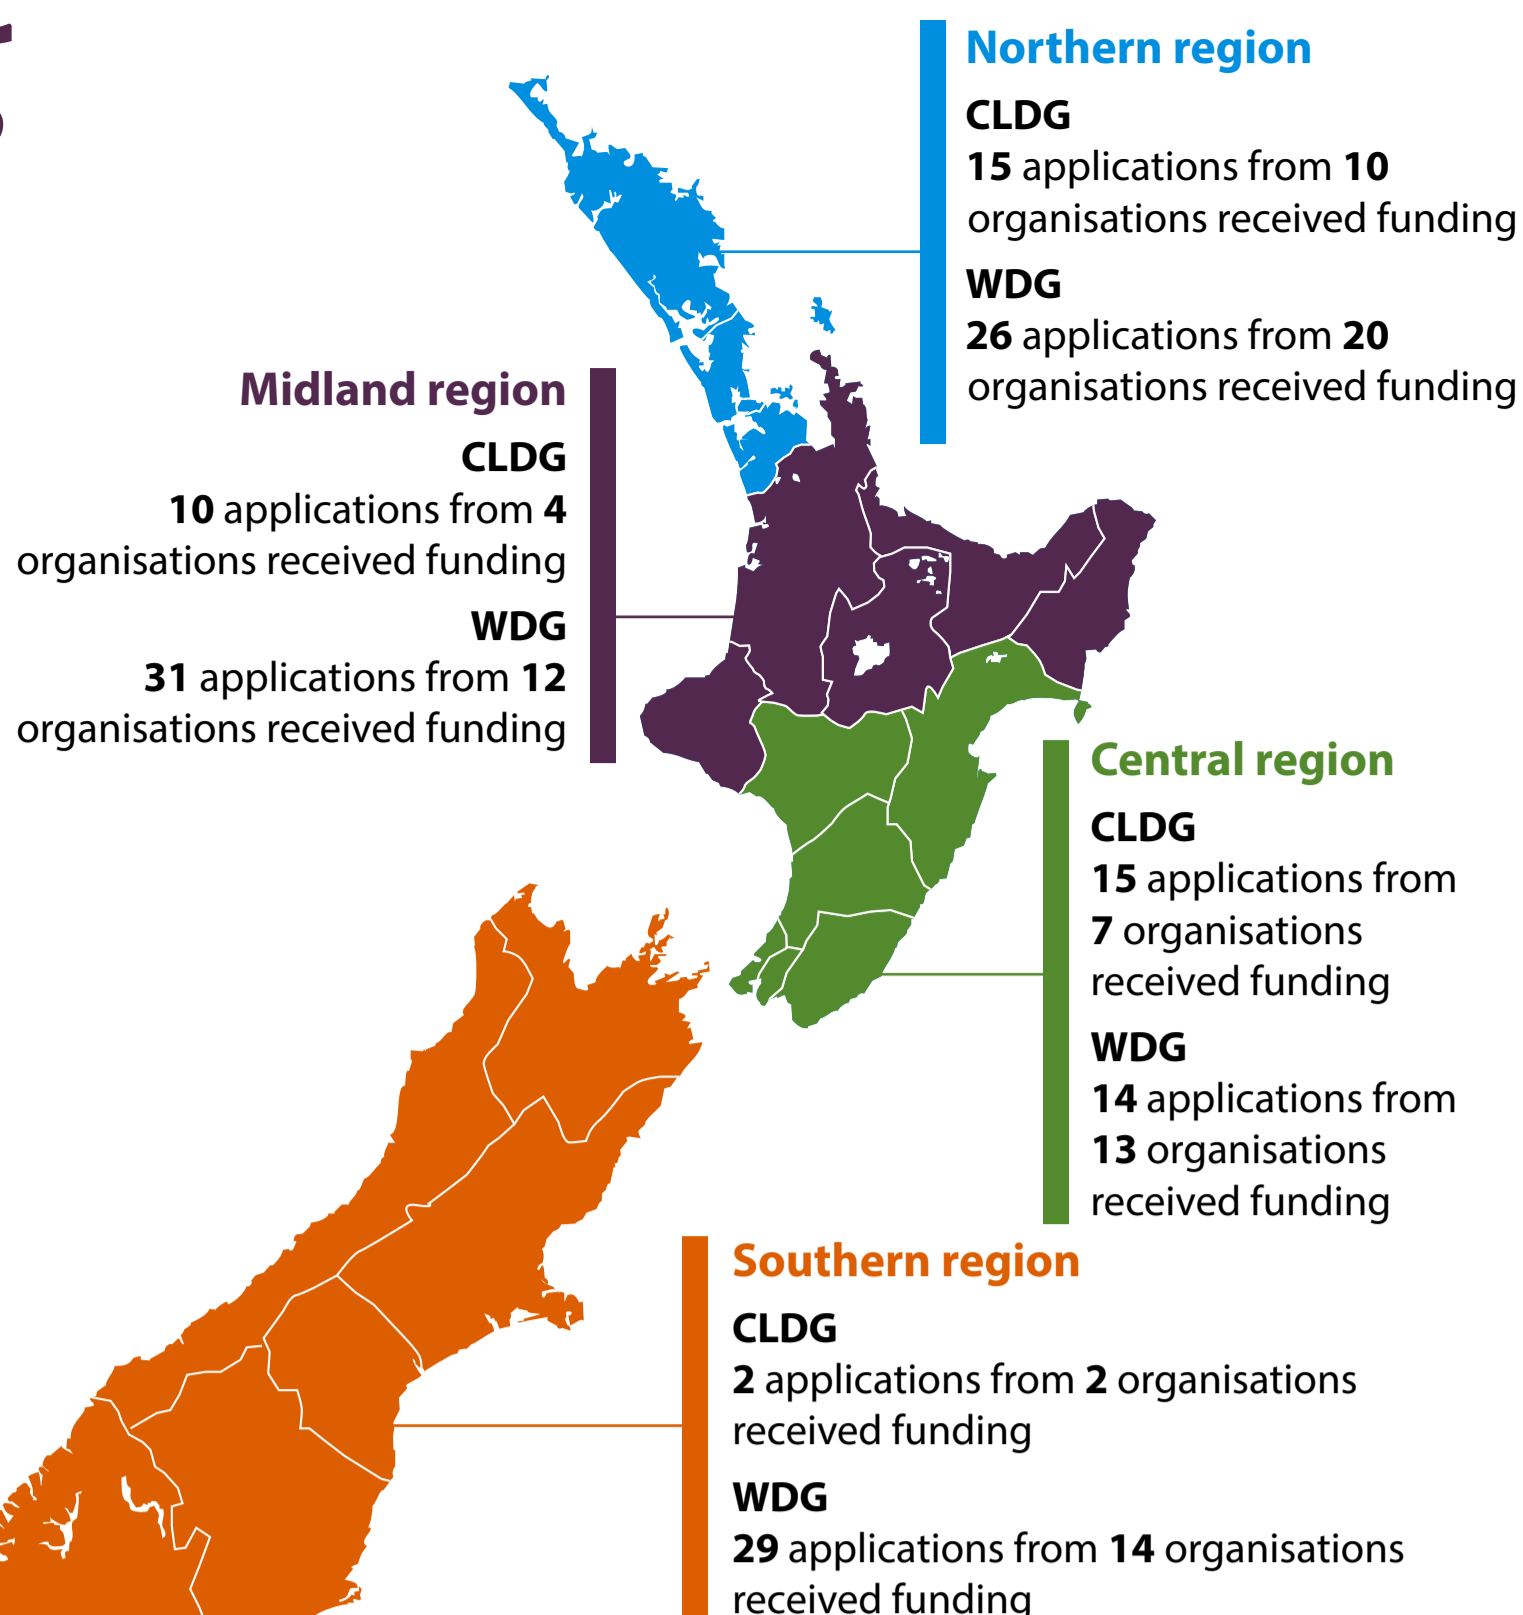 Northern region
CLDG
15 applications from 10
organisations received funding
WDG
26 applications from 20
organisations received funding
Midland region
CLDG
10 applications from 4
organisations received funding
WDG
31 applications from 12
organisations received funding
Central region
CLDG
15 applications from
7 organisations
received funding
WDG
14 applications from
13 organisations
received funding
Southern region
CLDG
2 applications from 2 organisations
received funding
WDG
29 applications from 14 organisations
received funding